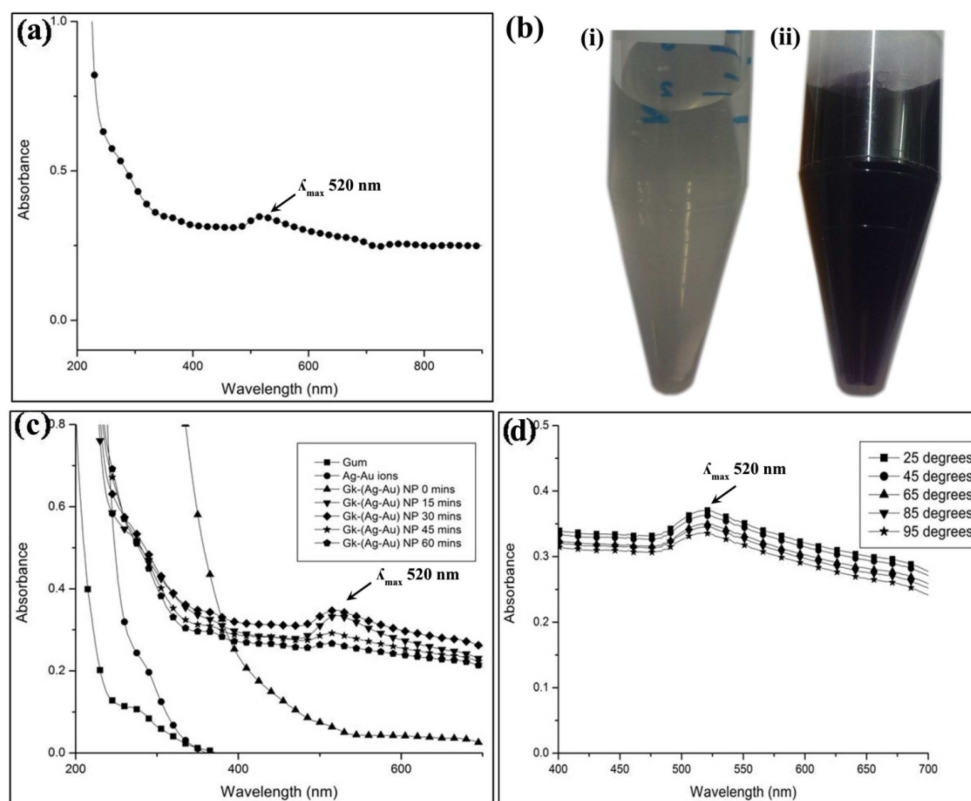 (a)
1.0
0.5
0.0
Absorbance
ʎmax 520 nm
200 400 600 800
Wavelength (nm)
(b)
(i) (ii)
(c)
0.8
0.6
0.4
0.2
0.0
Absorbance
Gum
Ag-Au ions
Gk-(Ag-Au) NP 0 mins
Gk-(Ag-Au) NP 15 mins
Gk-(Ag-Au) NP 30 mins
Gk-(Ag-Au) NP 45 mins
Gk-(Ag-Au) NP 60 mins
ʎmax 520 nm
200 400 600
Wavelength (nm)
(d)
0.5
0.4
0.3
0.2
0.1
0.0
Absorbance
25 degrees
45 degrees
65 degrees
85 degrees
95 degrees
ʎmax 520 nm
400 450 500 550 600 650 700
Wavelength (nm)